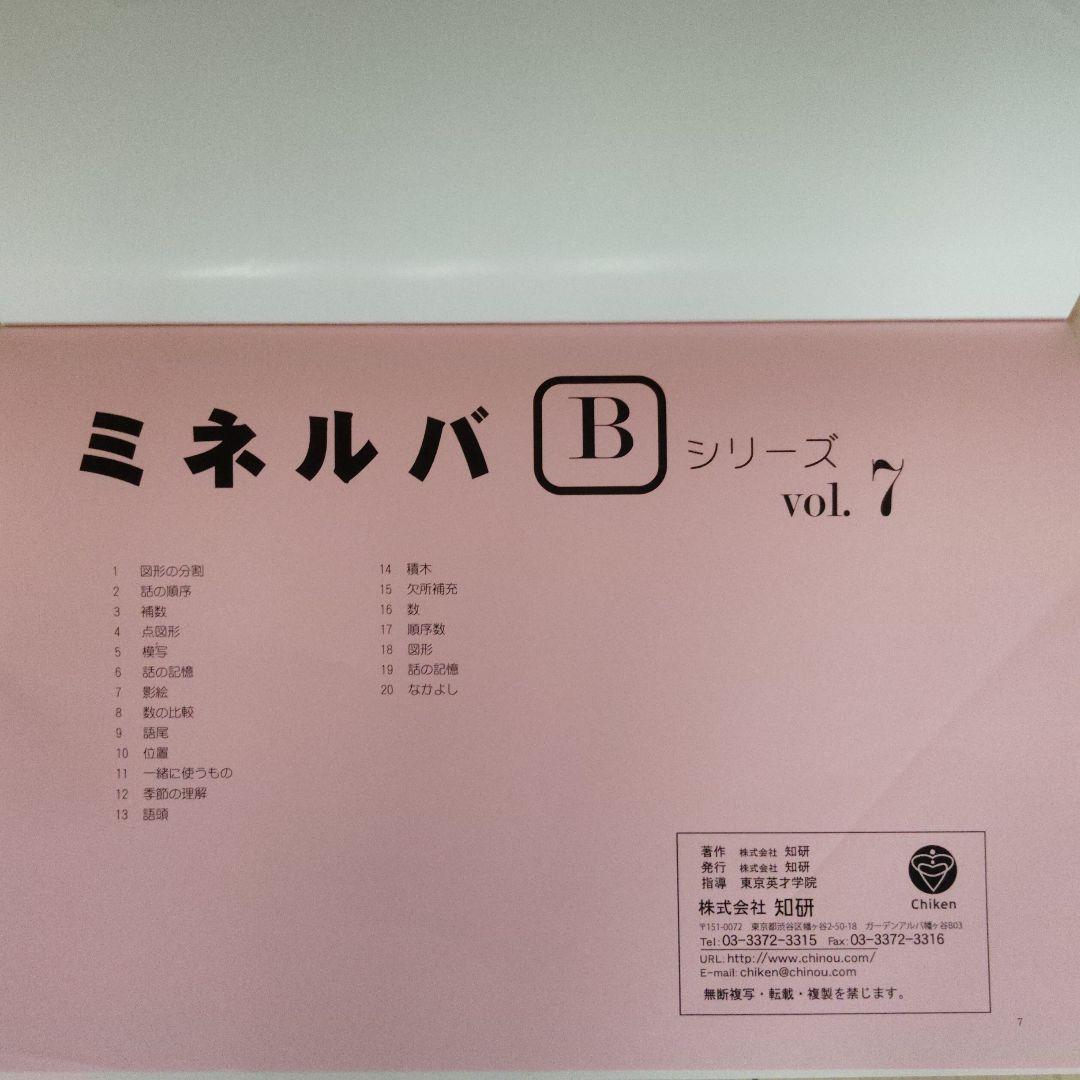 ミネルバ B シリーズ
vol. 7
1 図形の分割
2 話の順序
3 補数
4 点図形
5 模写
6 話の記憶
7 影絵
8 数の比較
9 語尾
10 位置
11 一緒に使うもの
12 季節の理解
13 語頭
14 積木
15 欠所補充
16 数
17 順序数
18 図形
19 話の記憶
20 なかよし
著作 株式会社 知研
発行 株式会社 知研
指導 東京英才学院
Chiken
株式会社 知研
〒151-0072 東京都渋谷区幡ヶ谷2-50-18 ガーデンアルバ幡ヶ谷B03
Tel: 03-3372-3315 Fax: 03-3372-3316
URL: http://www.chinou.com/
E-mail: chiken@chinou.com
無断複写・転載・複製を禁じます。
7